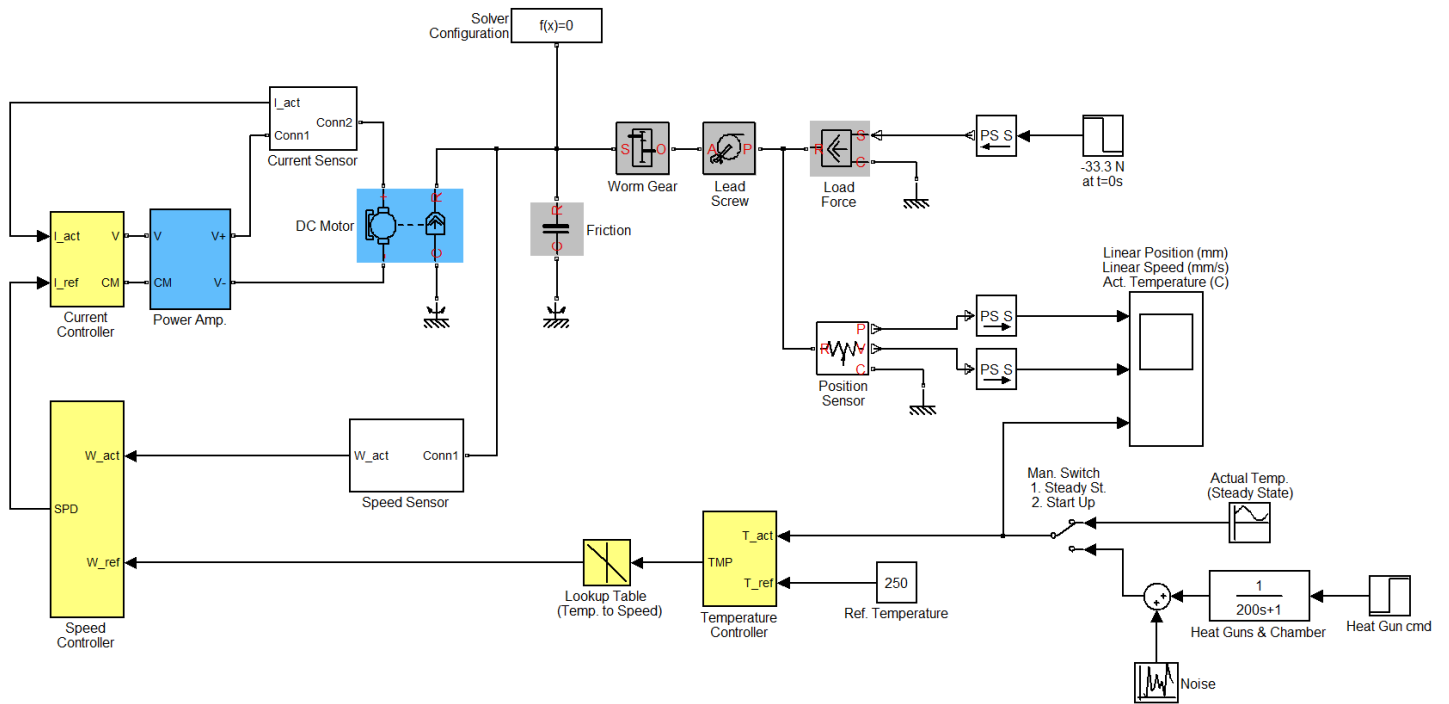 Solver
Configuration
f(x)=0
I_act
Conn1
Conn2
Current Sensor
S
O
Worm Gear
A
P
Lead
Screw
R
S
C
Load
Force
PS S
-33.3 N
at t=0s
I_act
I_ref
V
CM
Current
Controller
V
CM
V+
V-
Power Amp.
DC Motor
+
-
R
C
R
C
Friction
Linear Position (mm)
Linear Speed (mm/s)
Act. Temperature (C)
R
P
V
C
Position
Sensor
PS S
PS S
W_act
SPD
W_ref
Speed
Controller
W_act
Conn1
Speed Sensor
Lookup Table
(Temp. to Speed)
T_act
TMP
T_ref
Temperature
Controller
250
Ref. Temperature
Man. Switch
1. Steady St.
2. Start Up
Actual Temp.
(Steady State)
+
+
1
200s+1
Heat Guns & Chamber
Heat Gun cmd
Noise